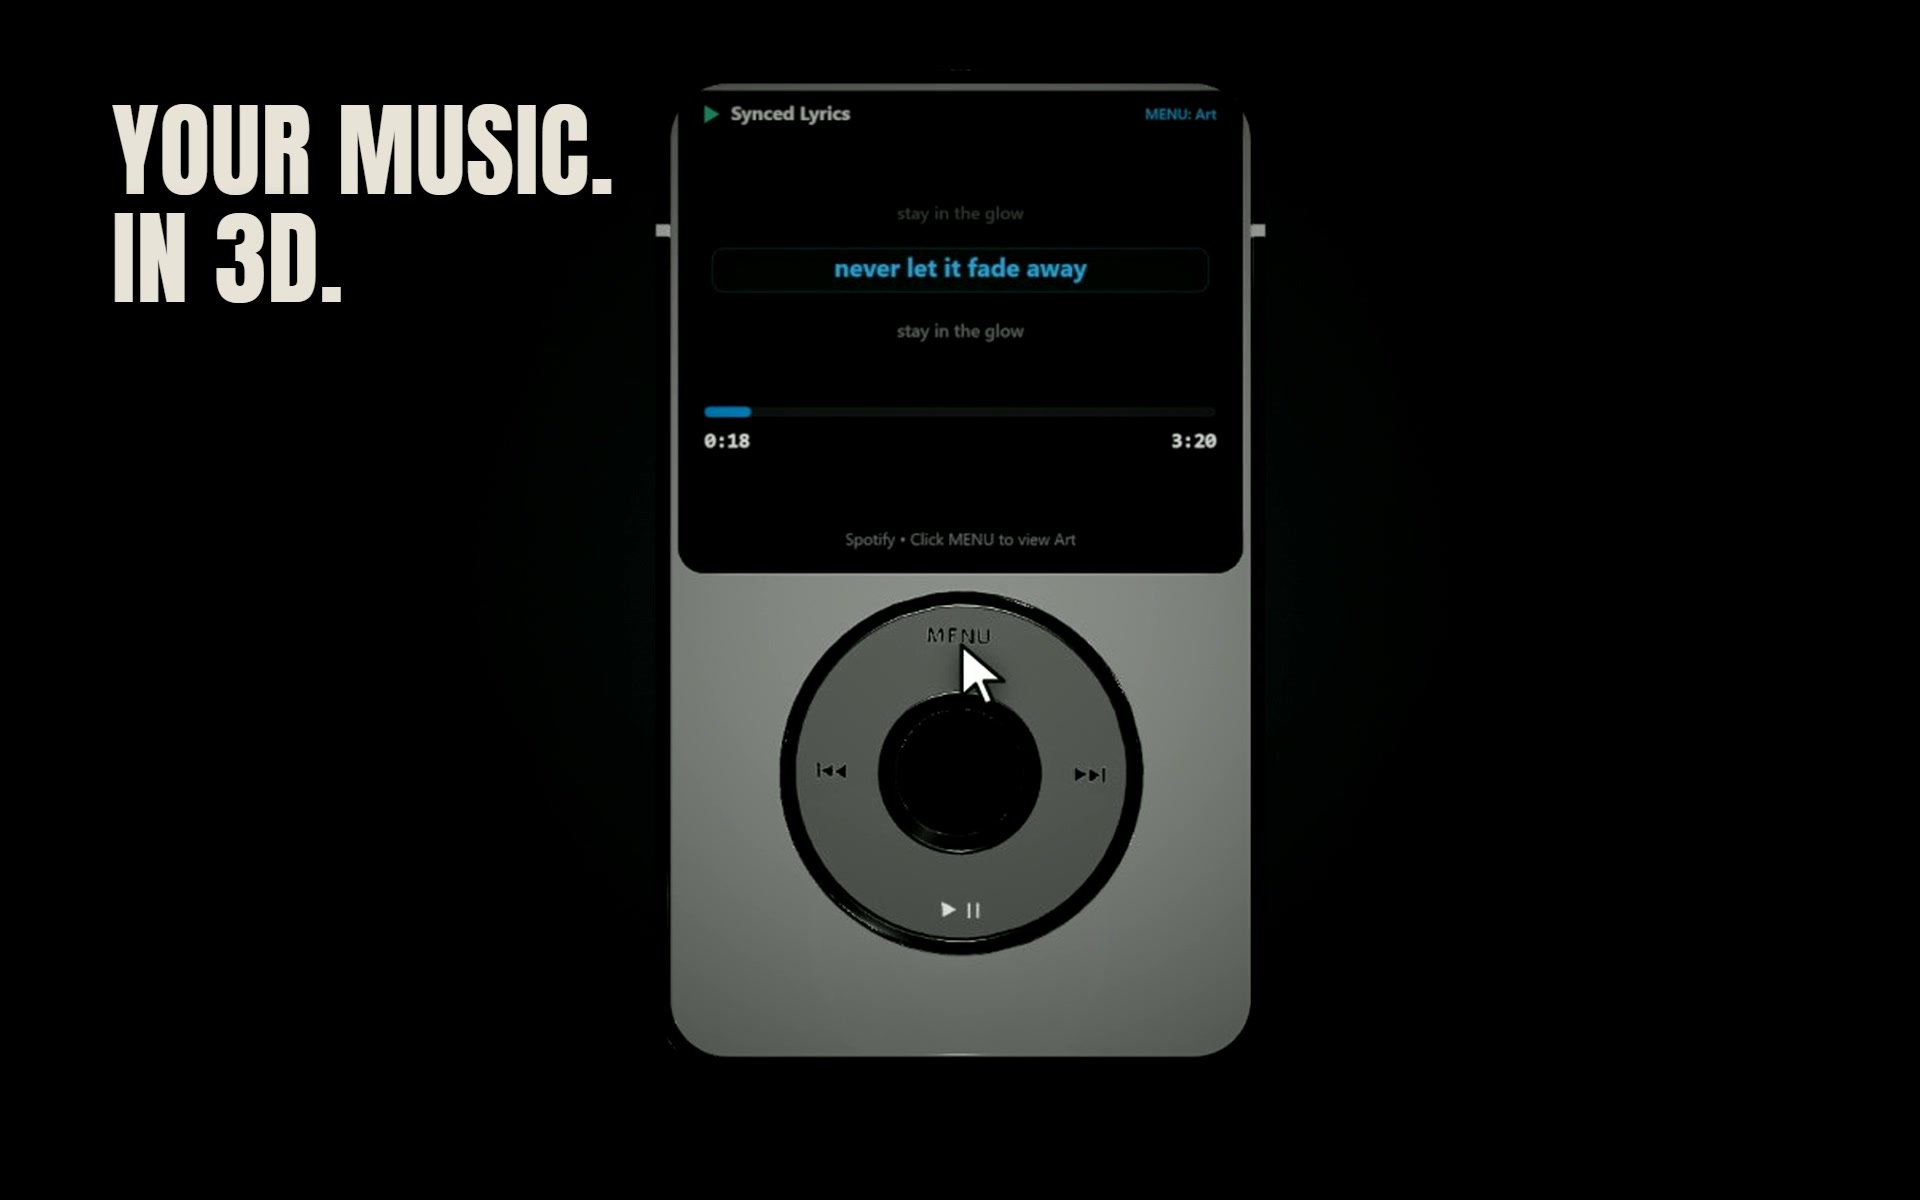 YOUR MUSIC.
IN 3D.
Synced Lyrics
MENU: Art
stay in the glow
never let it fade away
stay in the glow
0:18
3:20
Spotify • Click MENU to view Art
MENU